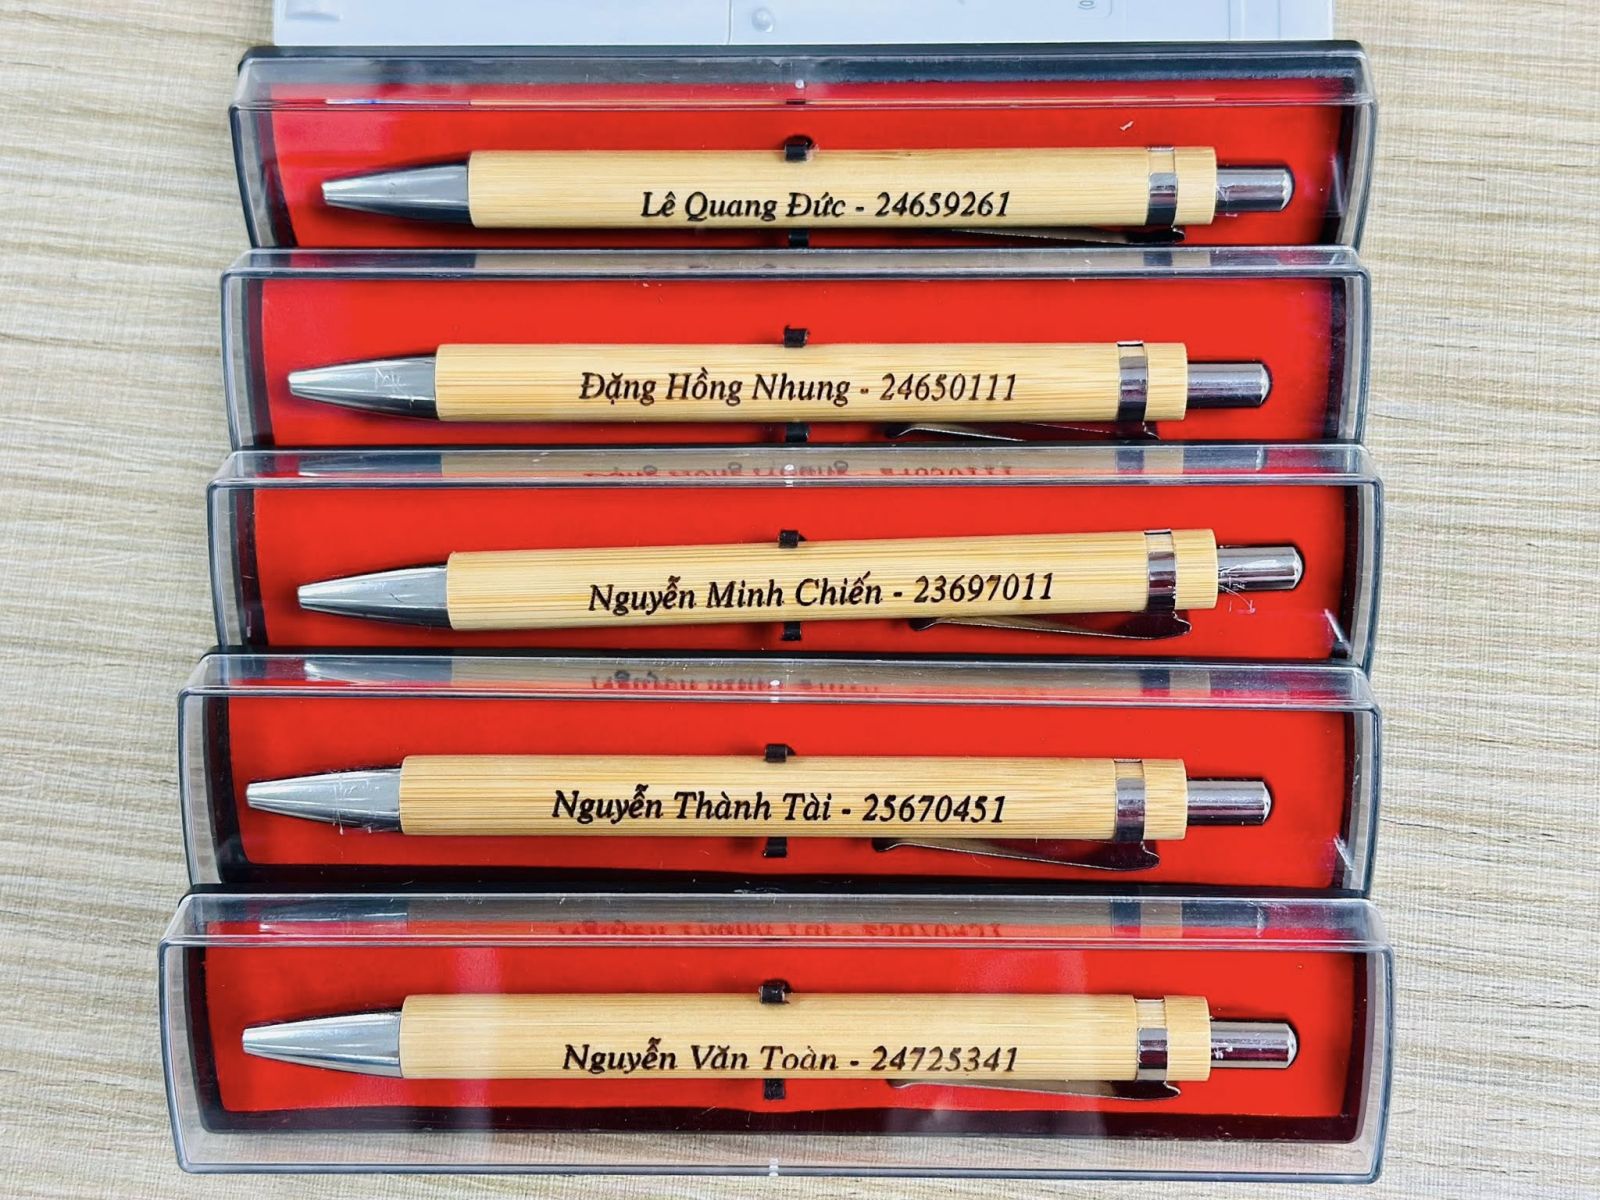 Lê Quang Đức - 24659261
Đặng Hồng Nhung - 24650111
Nguyễn Minh Chiến - 23697011
Nguyễn Thành Tài - 25670451
Nguyễn Văn Toàn - 24725341